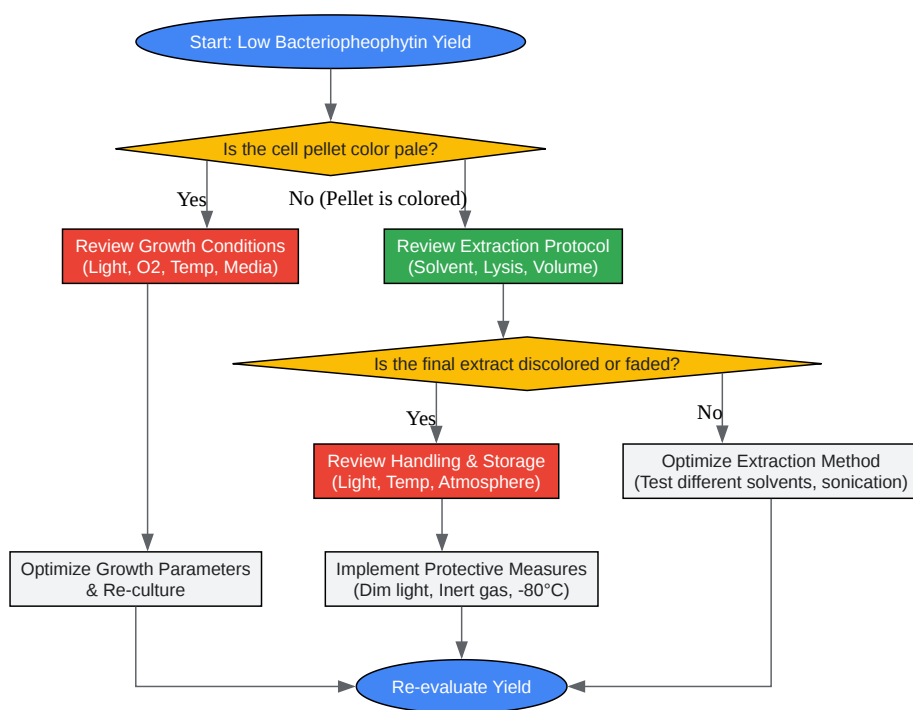 Start: Low Bacteriopheophytin Yield
Is the cell pellet color pale?
Yes
No (Pellet is colored)
Review Growth Conditions
(Light, O2, Temp, Media)
Review Extraction Protocol
(Solvent, Lysis, Volume)
Is the final extract discolored or faded?
Yes
No
Review Handling & Storage
(Light, Temp, Atmosphere)
Optimize Extraction Method
(Test different solvents, sonication)
Optimize Growth Parameters
& Re-culture
Implement Protective Measures
(Dim light, Inert gas, -80°C)
Re-evaluate Yield